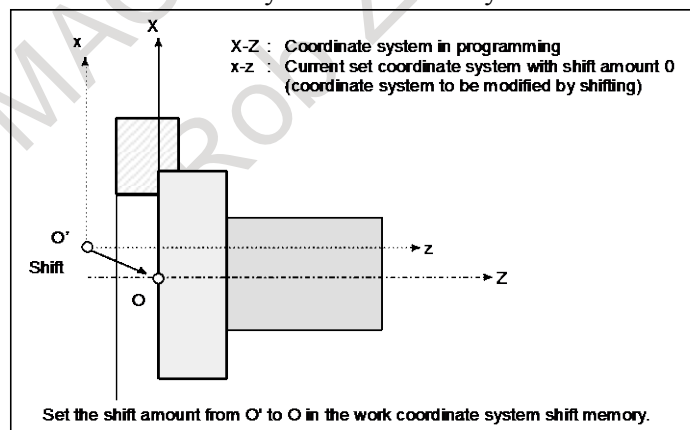 X
x
X-Z : Coordinate system in programming
x-z : Current set coordinate system with shift amount 0
(coordinate system to be modified by shifting)
O'
z
Shift
O
Z
Set the shift amount from O' to O in the work coordinate system shift memory.